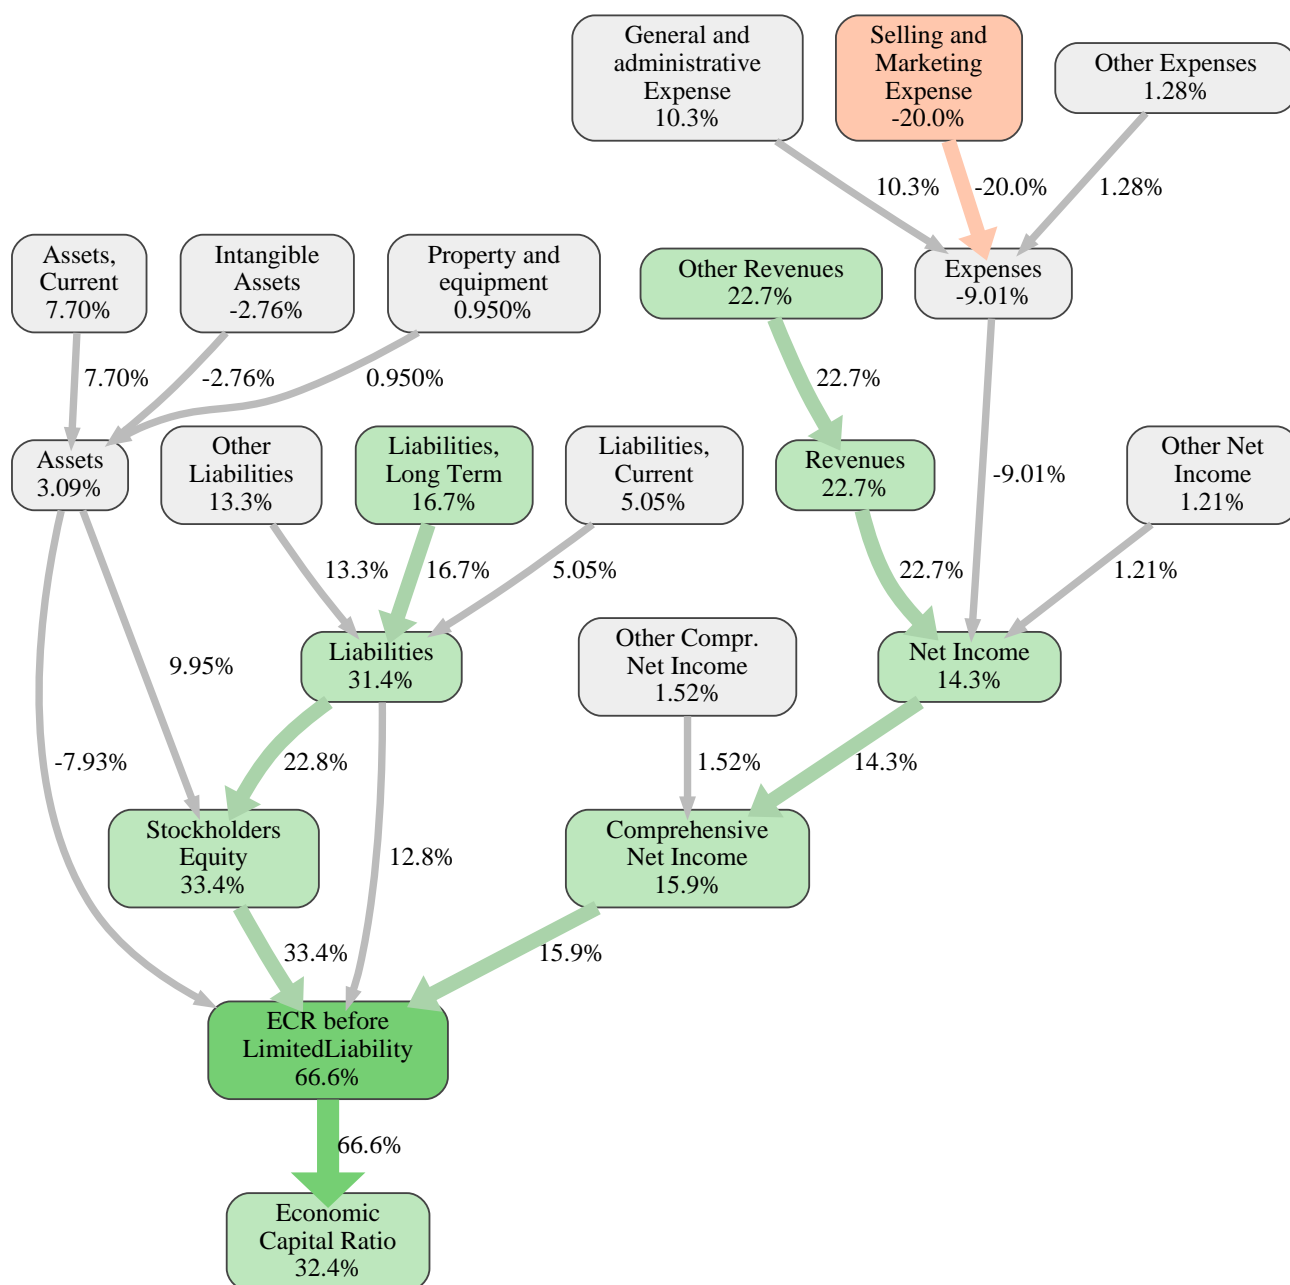 General and
administrative
Expense
10.3%
Selling and
Marketing
Expense
-20.0%
Other Expenses
1.28%
10.3%
-20.0%
1.28%
Assets,
Current
7.70%
Intangible
Assets
-2.76%
Property and
equipment
0.950%
Other Revenues
22.7%
Expenses
-9.01%
7.70%
-2.76%
0.950%
22.7%
Assets
3.09%
Other
Liabilities
13.3%
Liabilities,
Long Term
16.7%
Liabilities,
Current
5.05%
Revenues
22.7%
-9.01%
Other Net
Income
1.21%
13.3%
16.7%
5.05%
22.7%
1.21%
9.95%
Liabilities
31.4%
Other Compr.
Net Income
1.52%
Net Income
14.3%
-7.93%
22.8%
1.52%
14.3%
Stockholders
Equity
33.4%
12.8%
Comprehensive
Net Income
15.9%
33.4%
15.9%
ECR before
LimitedLiability
66.6%
66.6%
Economic
Capital Ratio
32.4%